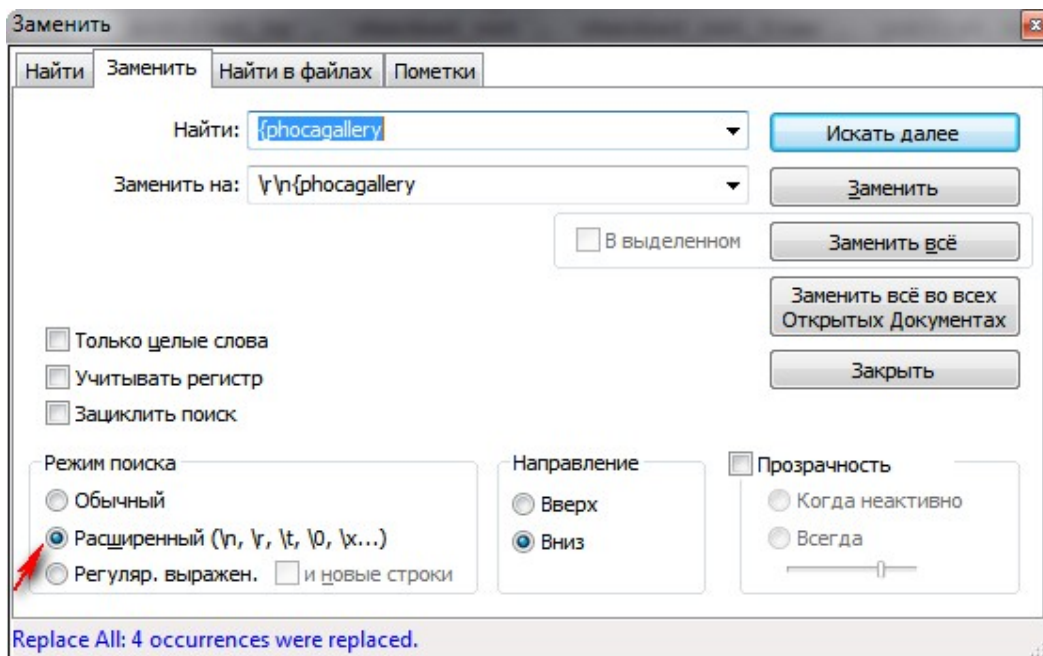 Заменить
Найти Заменить Найти в файлах Пометки
Найти: {phocagallery Искать далее
Заменить на: \r\n{phocagallery Заменить
В выделенном Заменить всё
Заменить всё во всех
Открытых Документах
Только целые слова
Учитывать регистр Закрыть
Зациклить поиск
Режим поиска Направление Прозрачность
Обычный Вверх Когда неактивно
Расширенный (\n, \r, \t, \0, \x...) Вниз Всегда
Регуляр. выражен. и новые строки
Replace All: 4 occurrences were replaced.